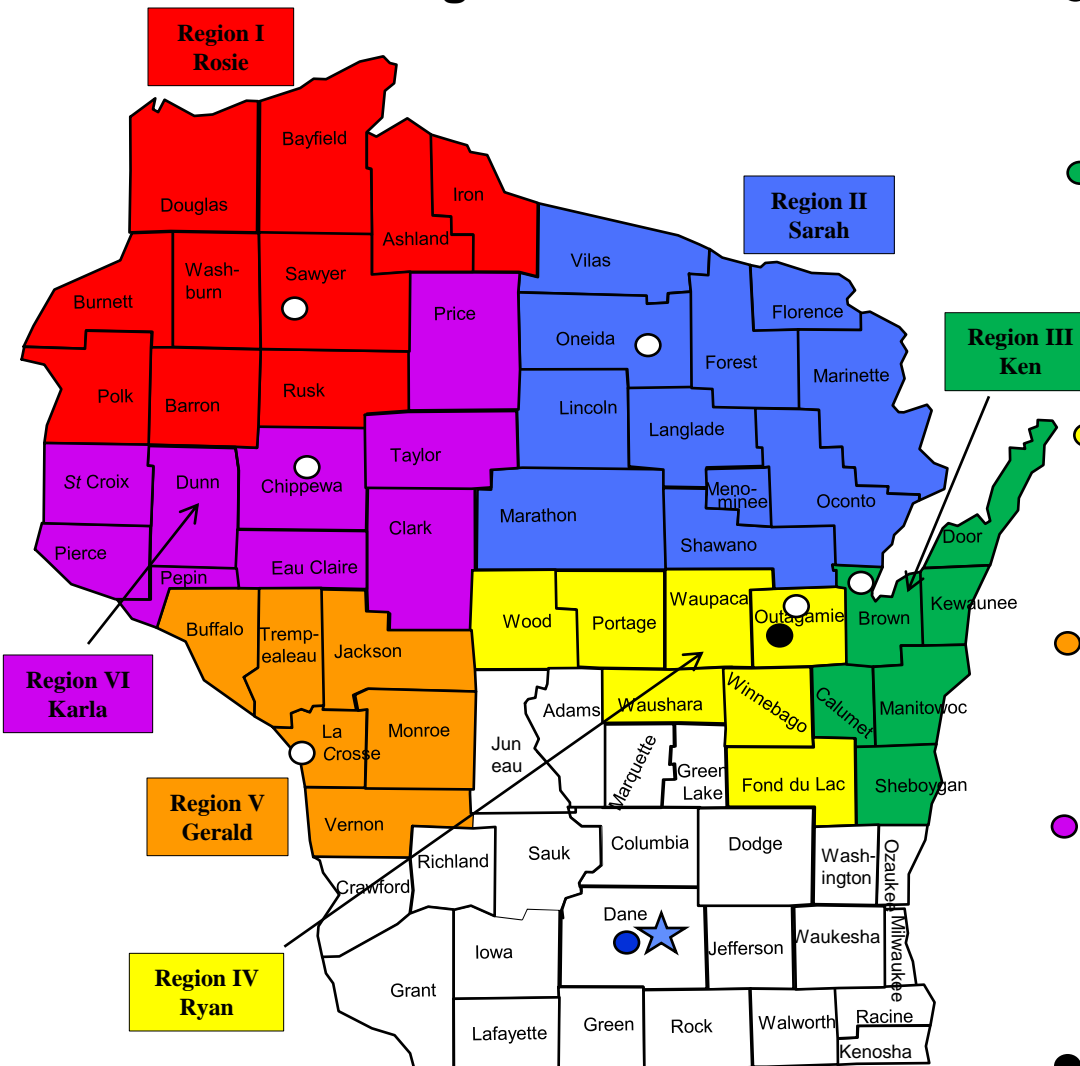 Region I
Rosie
Bayfield
Douglas
Iron
Ashland
Region II
Sarah
Vilas
Wash-
burn
Sawyer
Burnett
Price
Florence
Oneida
Region III
Ken
Forest
Marinette
Polk
Barron
Rusk
Lincoln
Langlade
Taylor
St Croix
Dunn
Chippewa
Meno-
minee
Oconto
Marathon
Clark
Shawano
Door
Pierce
Pepin
Eau Claire
Waupaca
Kewaunee
Outagamie
Brown
Wood
Portage
Buffalo
Tremp-
ealeau
Jackson
Region VI
Karla
Adams
Waushara
Winnebago
Calumet
Manitowoc
La
Crosse
Monroe
Jun
eau
Marquette
Green
Lake
Fond du Lac
Sheboygan
Region V
Gerald
Vernon
Richland
Sauk
Columbia
Dodge
Wash-
ington
Ozaukee
Crawford
Dane
Jefferson
Waukesha
Milwaukee
Iowa
Region IV
Ryan
Grant
Lafayette
Green
Rock
Walworth
Racine
Kenosha